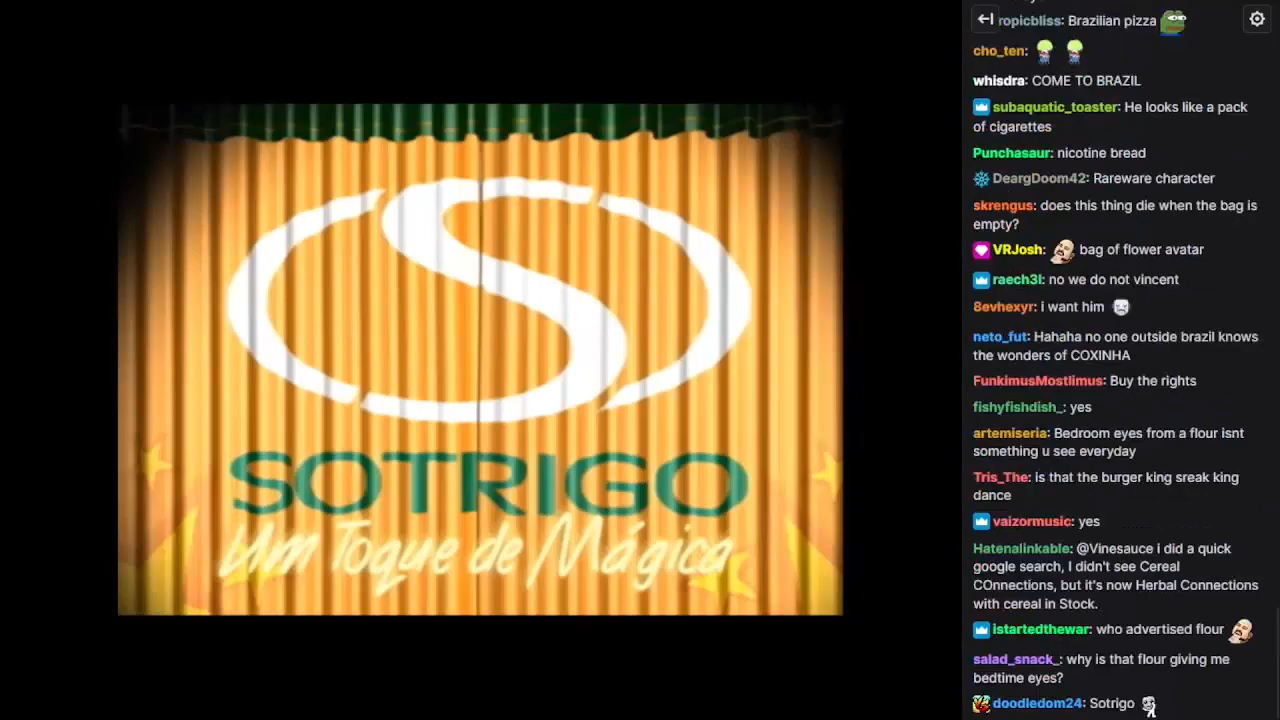 SOTRIGO
Um Toque de Mágica
ropicbliss: Brazilian pizza
cho_ten:
whisdra: COME TO BRAZIL
subaquatic_toaster: He looks like a pack
of cigarettes
Punchasaur: nicotine bread
DeargDoom42: Rareware character
skrengus: does this thing die when the bag is
empty?
VRJosh: bag of flower avatar
raech3l: no we do not vincent
8evhexyr: i want him
neto_fut: Hahaha no one outside brazil knows
the wonders of COXINHA
FunkimusMostlimus: Buy the rights
fishyfishdish_: yes
artemiseria: Bedroom eyes from a flour isnt
something u see everyday
Tris_The: is that the burger king sreak king
dance
vaizormusic: yes
Hatenalinkable: @Vinesauce i did a quick
google search, I didn't see Cereal
COnnections, but it's now Herbal Connections
with cereal in Stock.
istartedthewar: who advertised flour
salad_snack_: why is that flour giving me
bedtime eyes?
doodledom24: Sotrigo